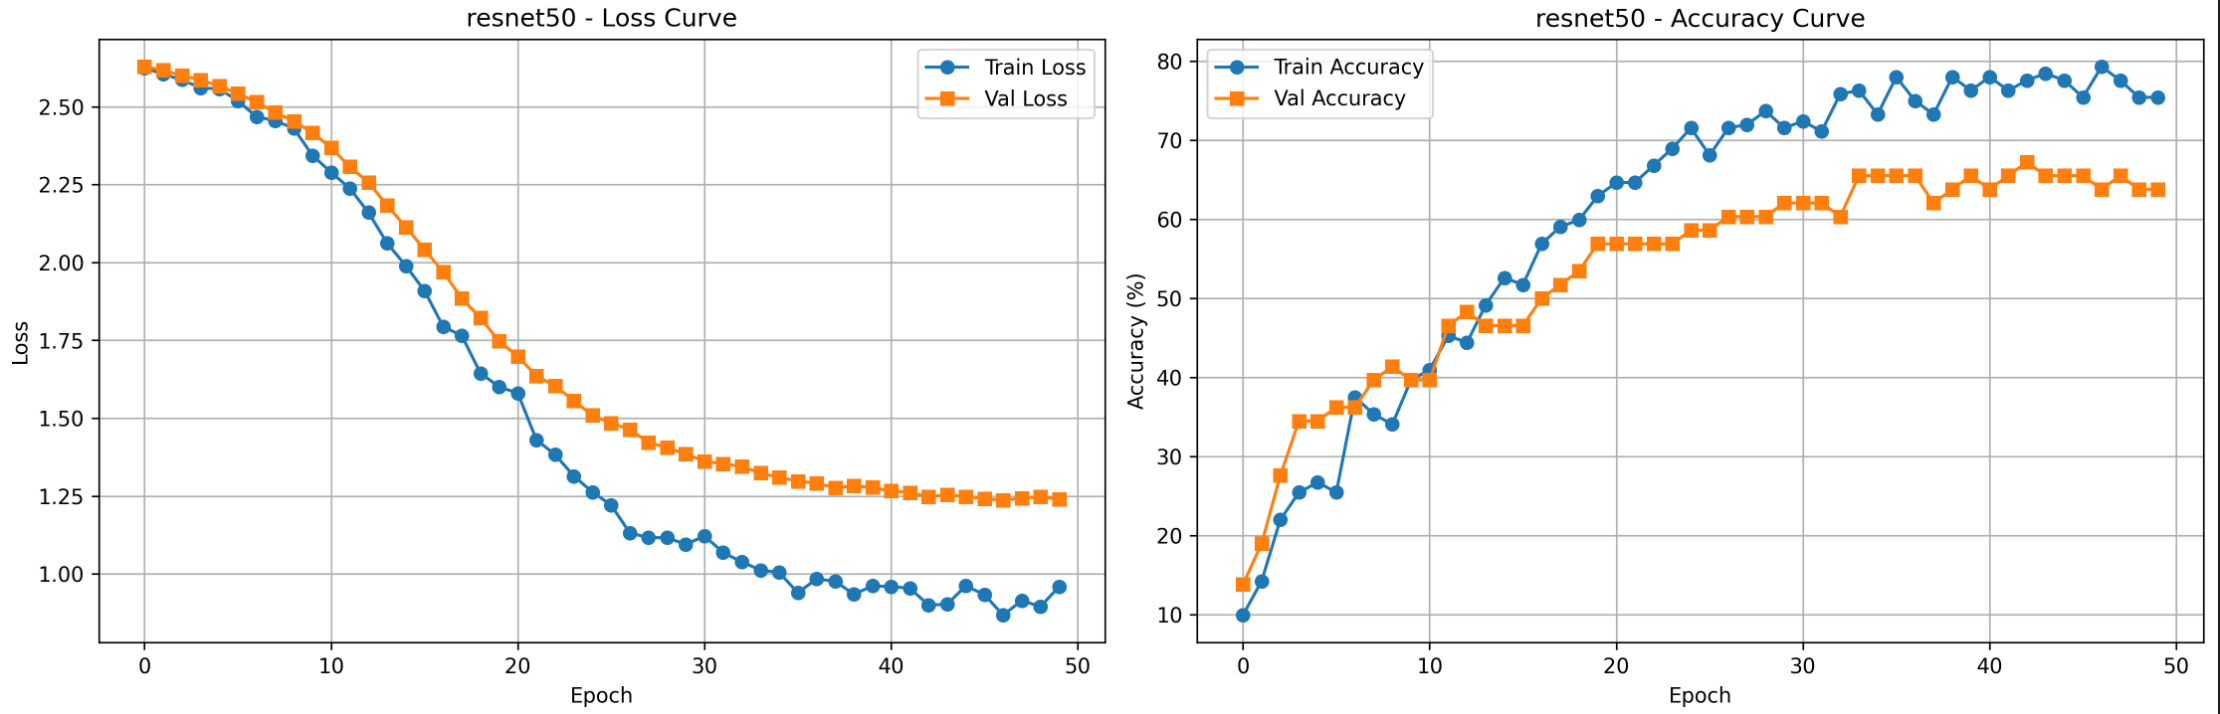 resnet50 - Loss Curve
Train Loss
Val Loss
2.50
2.25
2.00
1.75
1.50
1.25
1.00
Loss
0 10 20 30 40 50
Epoch
resnet50 - Accuracy Curve
Train Accuracy
Val Accuracy
80
70
60
50
40
30
20
10
Accuracy (%)
0 10 20 30 40 50
Epoch